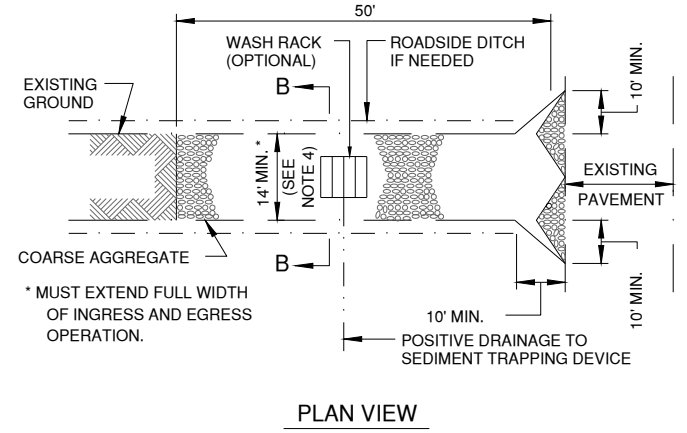 50'
WASH RACK
(OPTIONAL)
ROADSIDE DITCH
IF NEEDED
EXISTING
GROUND
B
10' MIN.
14' MIN. *
(SEE
NOTE 4)
EXISTING
PAVEMENT
COARSE AGGREGATE
B
* MUST EXTEND FULL WIDTH
OF INGRESS AND EGRESS
OPERATION.
10' MIN.
10' MIN.
POSITIVE DRAINAGE TO
SEDIMENT TRAPPING DEVICE
PLAN VIEW